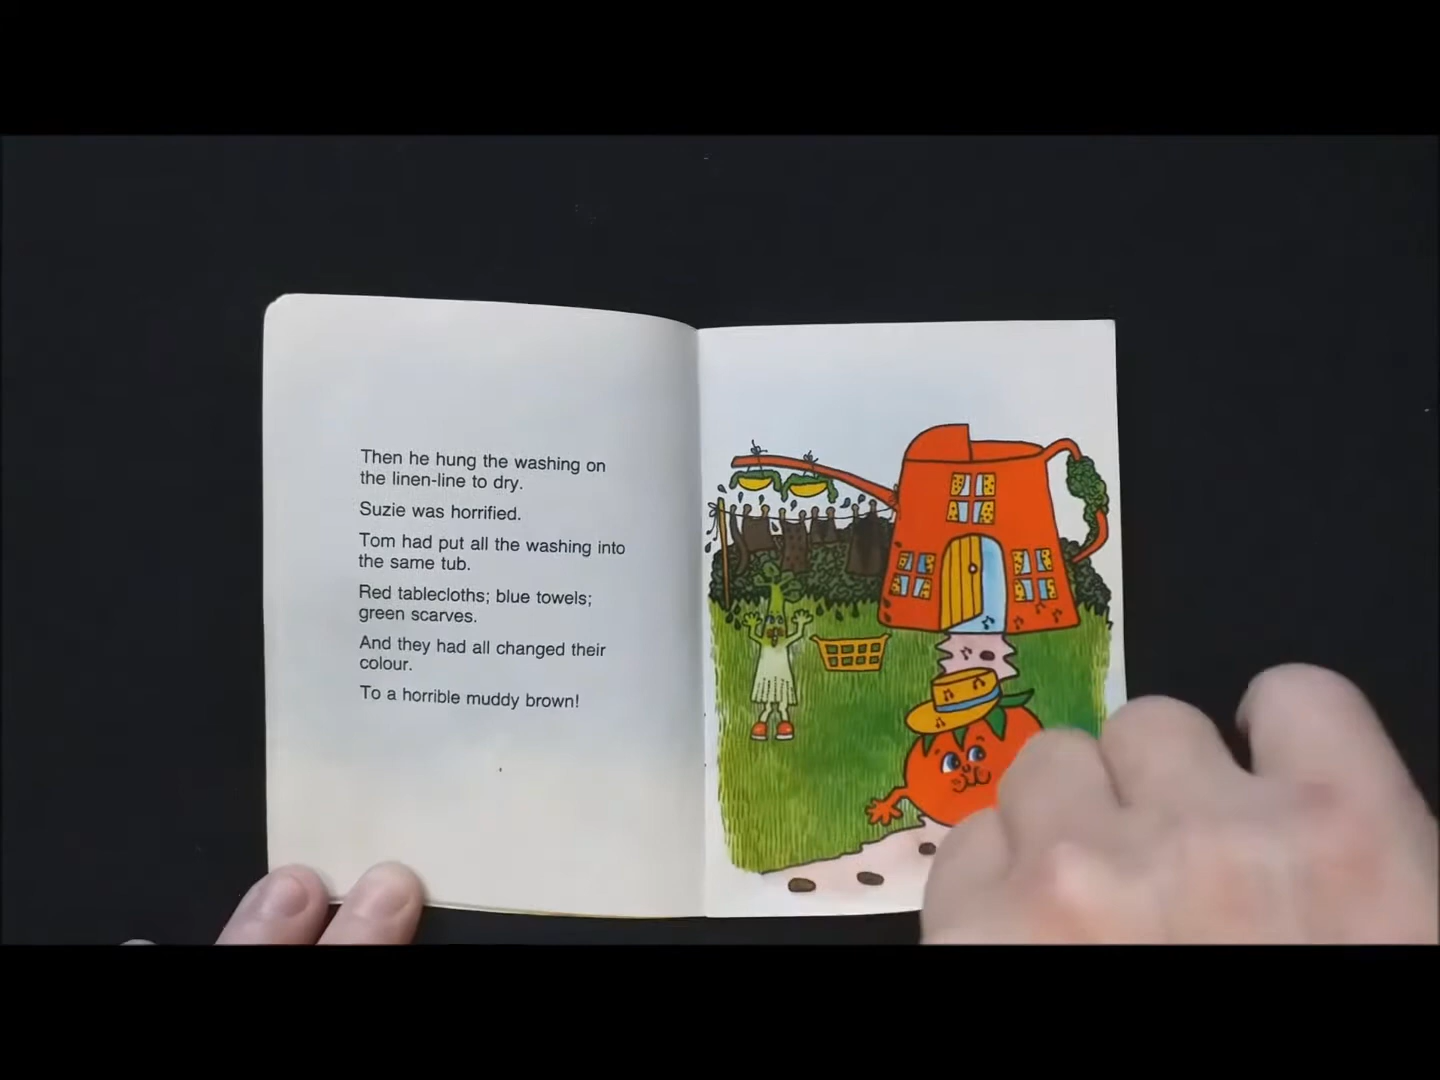 Then he hung the washing on
the linen-line to dry.
Suzie was horrified.
Tom had put all the washing into
the same tub.
Red tablecloths; blue towels;
green scarves.
And they had all changed their
colour.
To a horrible muddy brown!